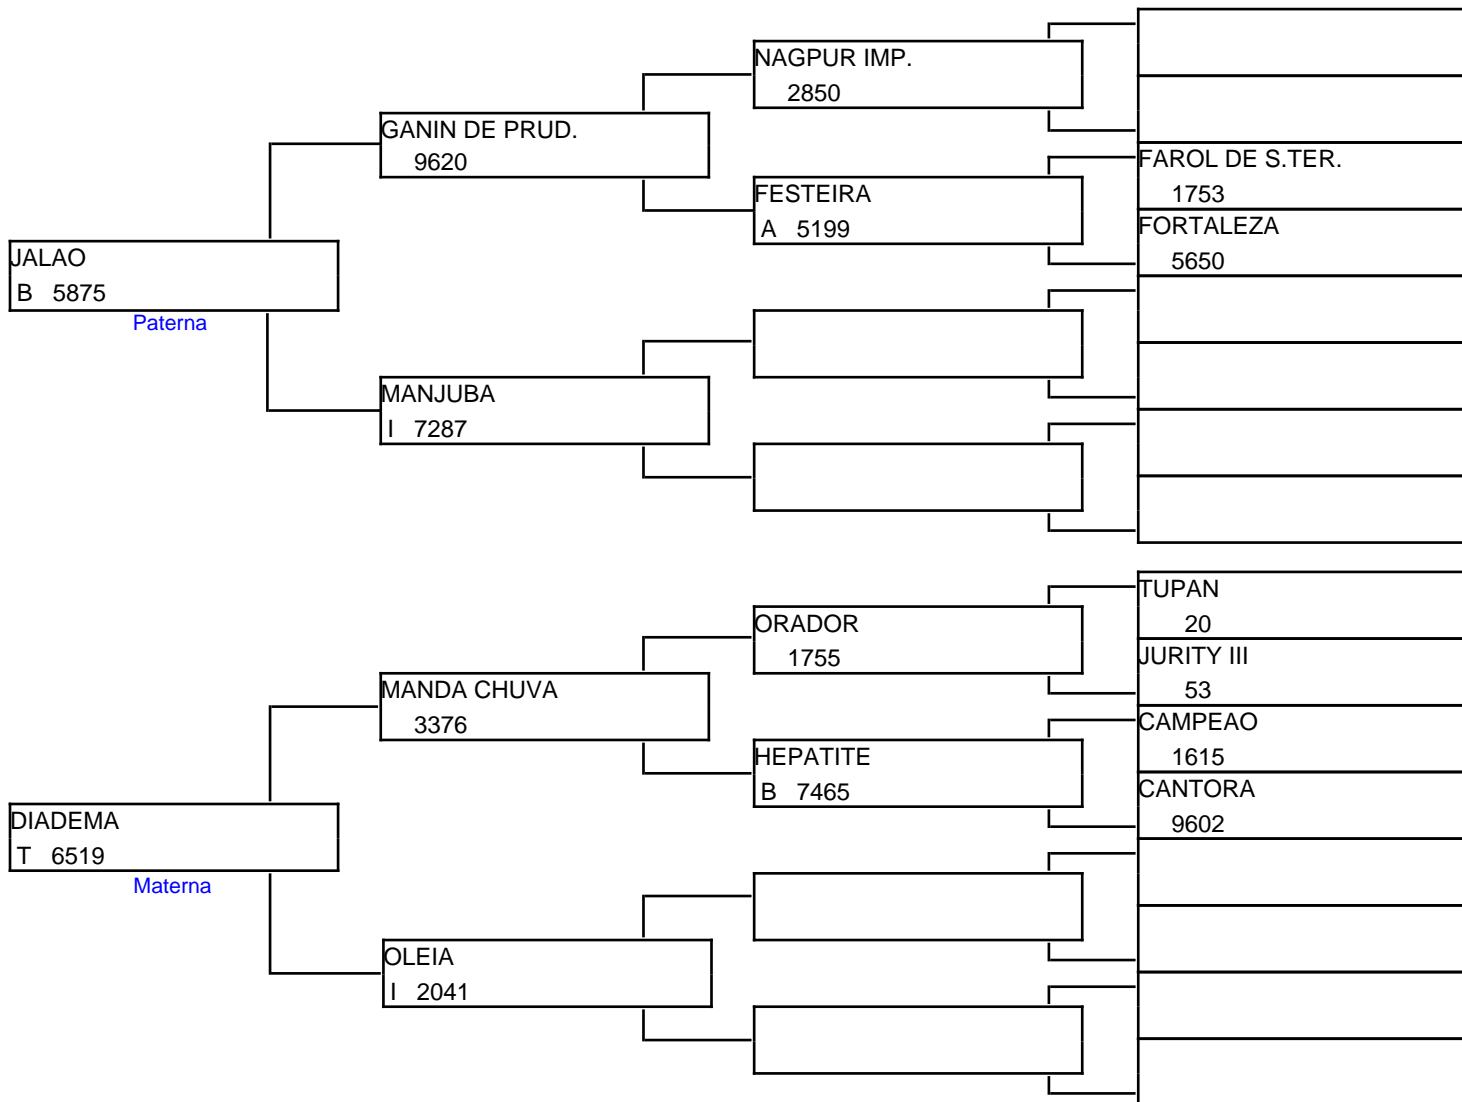 NAGPUR IMP.
2850
GANIN DE PRUD.
9620
FAROL DE S.TER.
1753
FESTEIRA
A 5199
FORTALEZA
5650
JALAO
B 5875
Paterna
MANJUBA
I 7287
TUPAN
20
ORADOR
1755
JURITY III
53
MANDA CHUVA
3376
CAMPEAO
1615
HEPATITE
B 7465
CANTORA
9602
DIADEMA
T 6519
Materna
OLEIA
I 2041